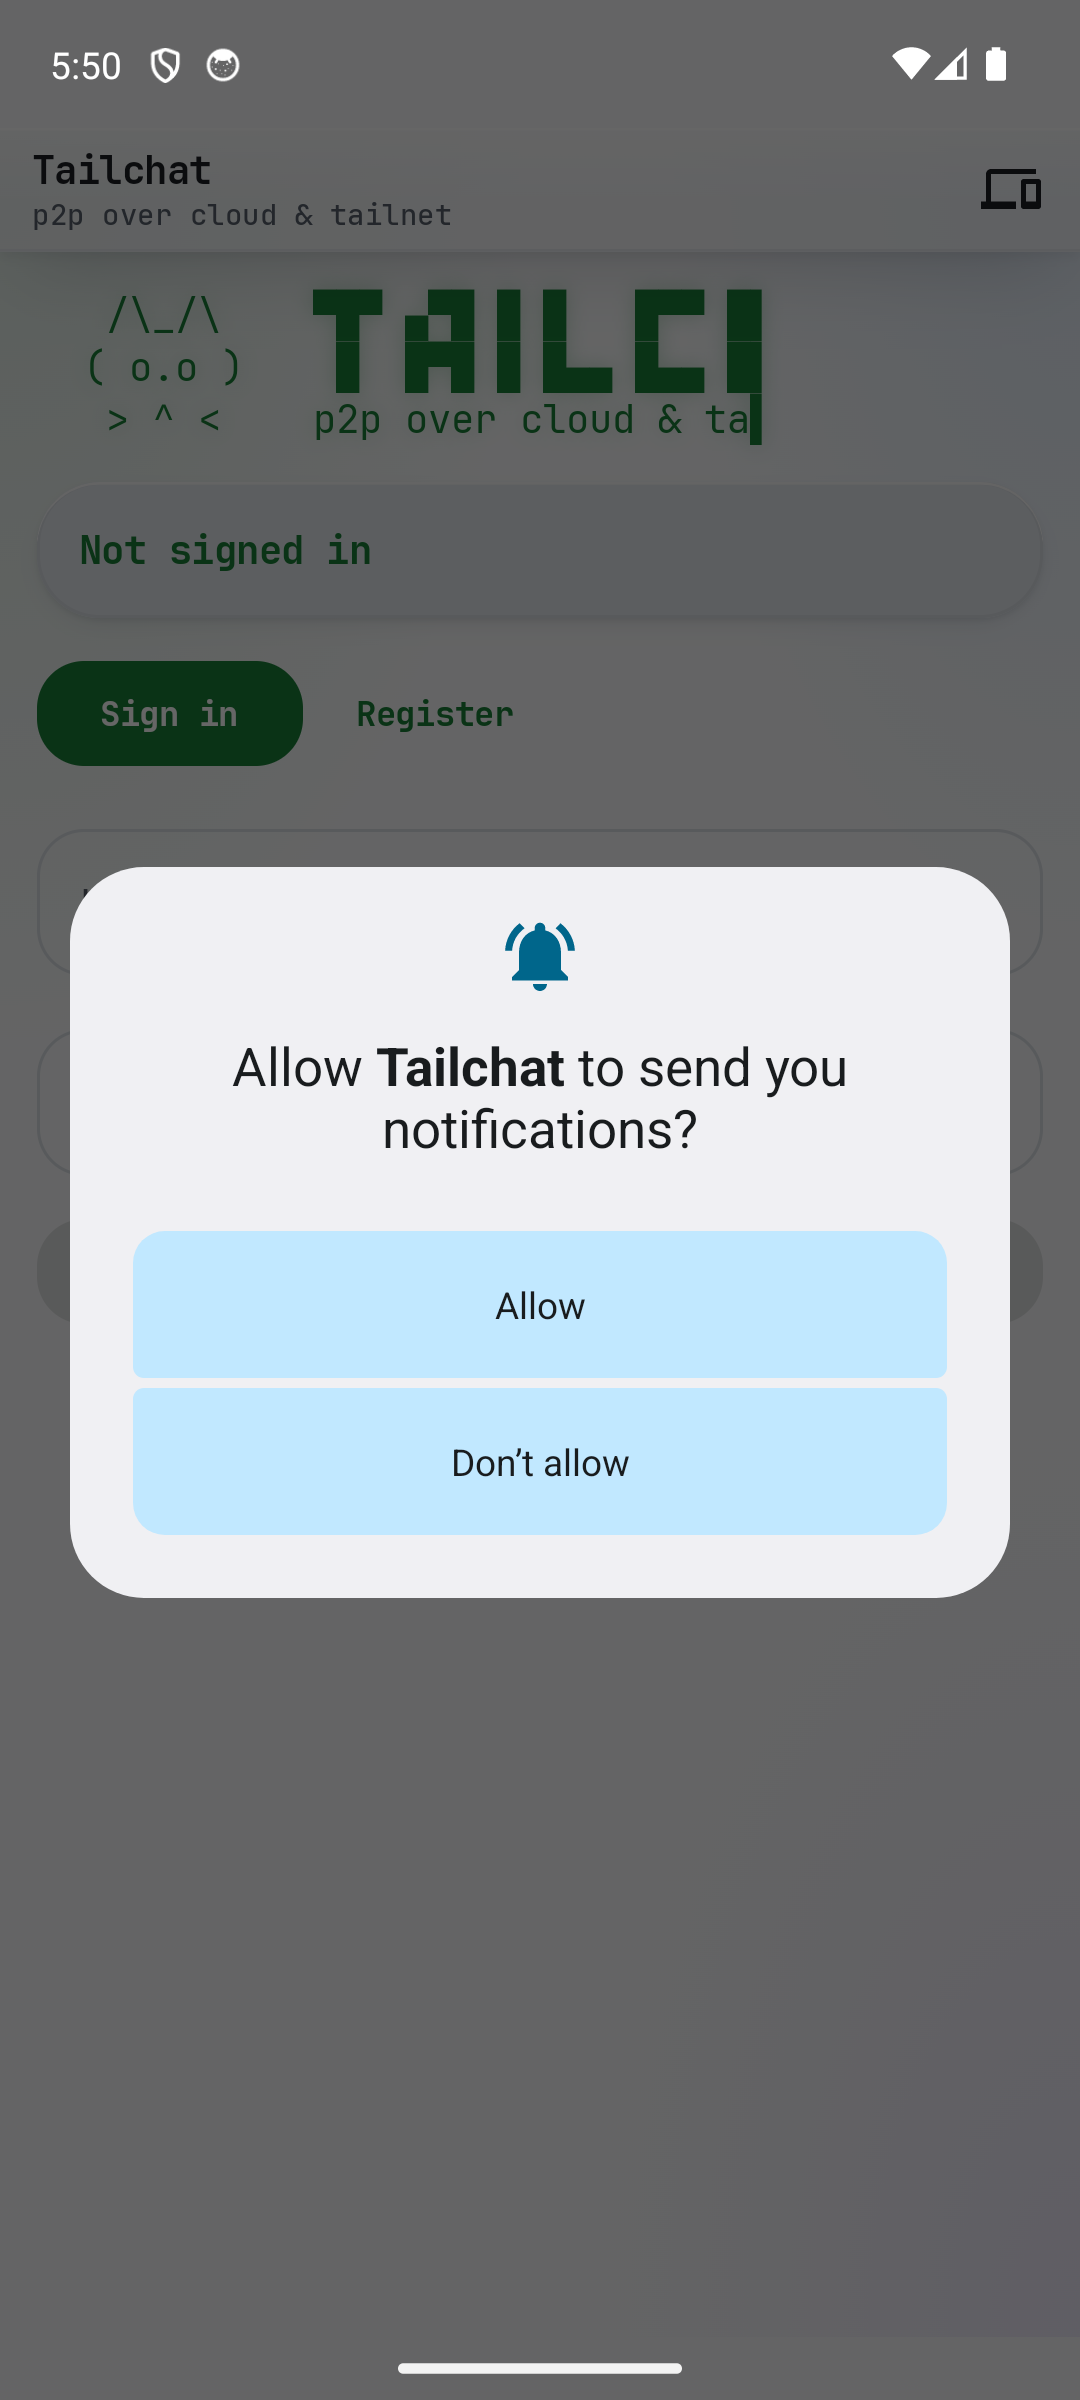 5:50
Tailchat
p2p over cloud & tailnet
/\_/\
( o.o )
> ^ <
TAILC
p2p over cloud & ta
Not signed in
Sign in
Register
Allow Tailchat to send you
notifications?
Allow
Don’t allow